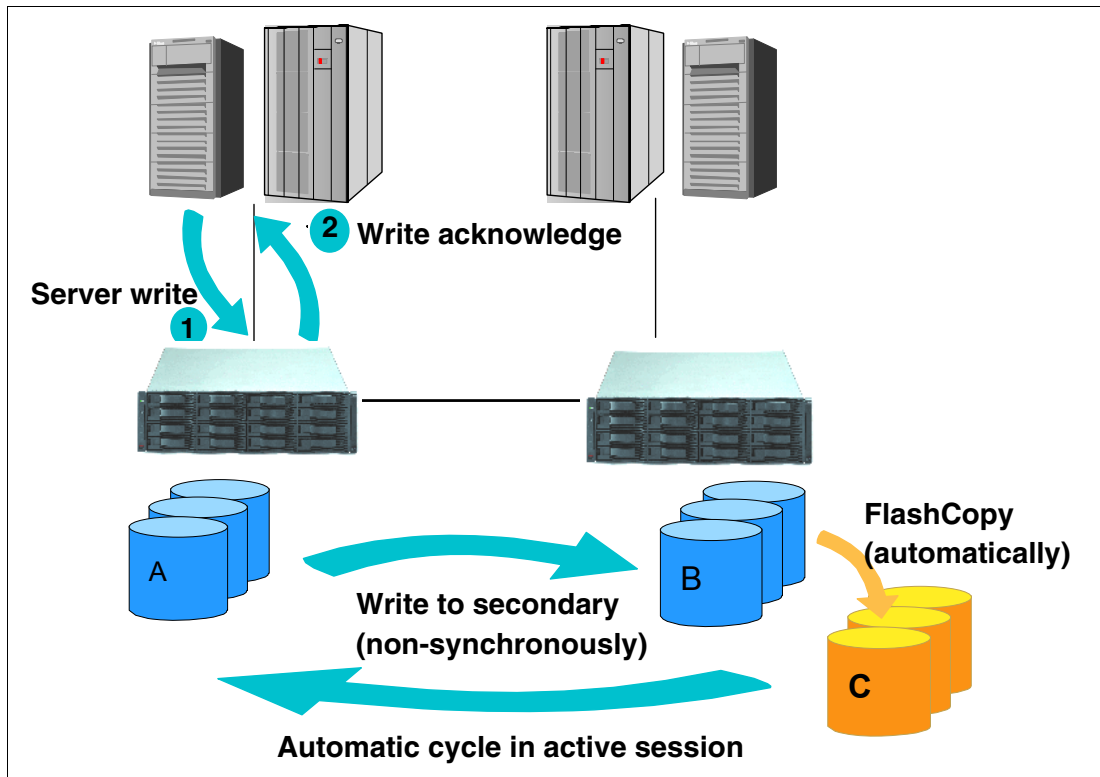 2
Write acknowledge
Server write
1
FlashCopy
(automatically)
A
B
Write to secondary
(non-synchronously)
C
Automatic cycle in active session